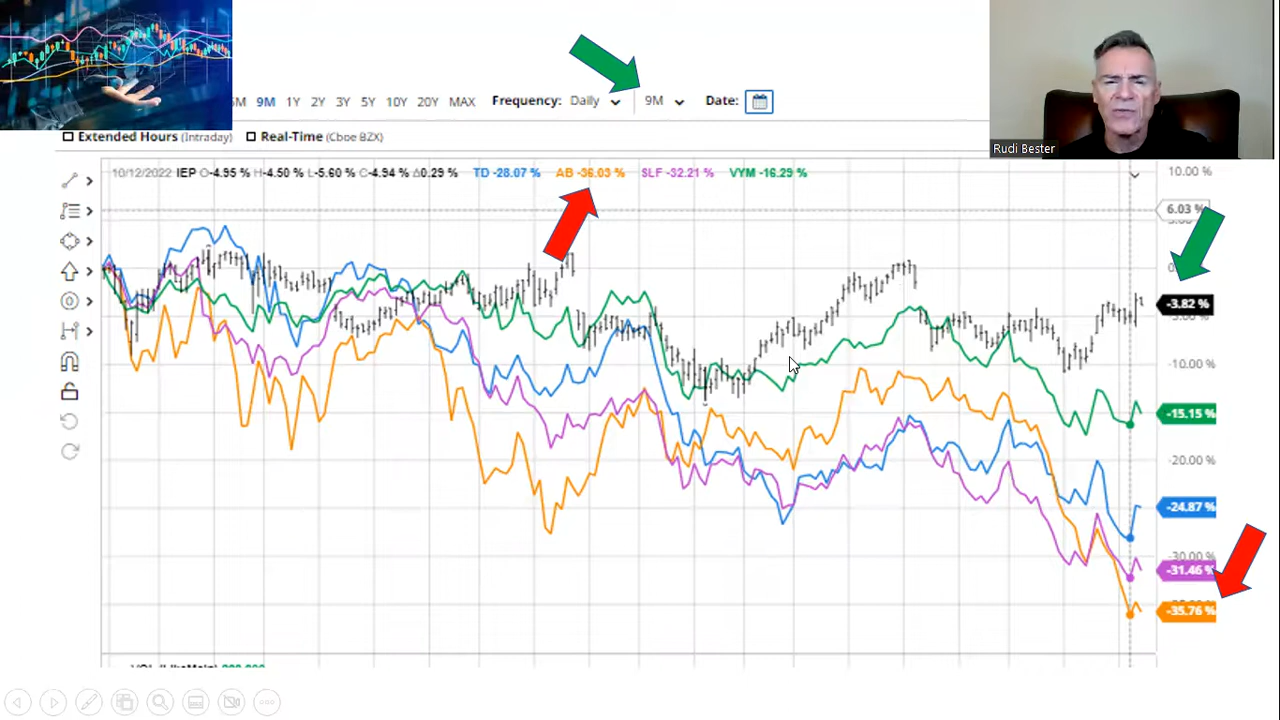 9M 1Y 2Y 3Y 5Y 10Y 20Y MAX Frequency: Daily 9M Date:
Extended Hours (Intraday) Real-Time (Cboe BZX)
Rudi Bester
10/12/2022 IEP O-4.95 % H-4.50 % L-5.60 % C-4.94 % Δ0.29 % TD -28.07 % AB -36.03 % SLF -32.21 % VYM -16.29 %
10.00 %
6.03 %
-3.82 %
-10.00 %
-15.15 %
-20.00 %
-24.87 %
-30.00 %
-31.46 %
-35.76 %